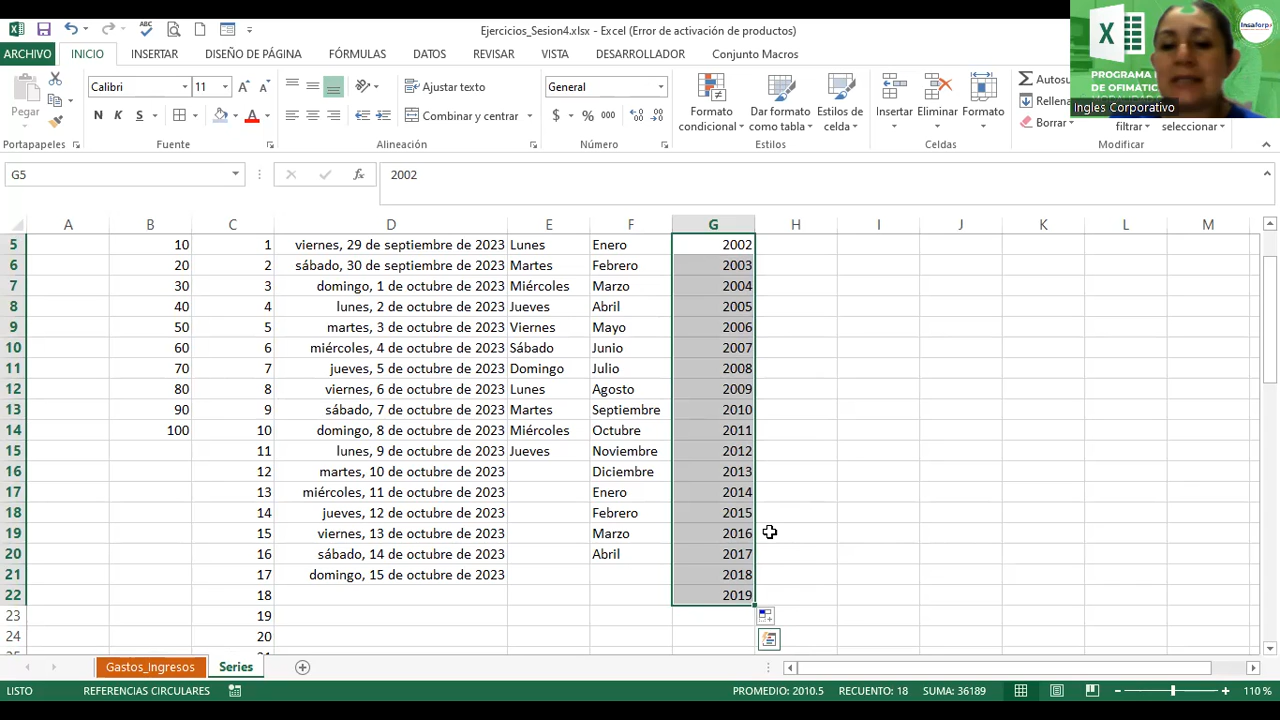 Ejercicios_Sesion4.xlsx - Excel (Error de activación de productos)
ARCHIVO INICIO INSERTAR DISEÑO DE PÁGINA FÓRMULAS DATOS REVISAR VISTA DESARROLLADOR Conjunto Macros
Insaforp
PROGRAMA
DE OFIMÁTIC
Ingles Corporativo
Pegar
Calibri 11
N K S
Ajustar texto
Combinar y centrar
General
$ % 000
Formato condicional
Dar formato como tabla
Estilos de celda
Insertar Eliminar Formato
Autosu
Rellena
Borrar
filtrar seleccionar
Portapapeles Fuente Alineación Número Estilos Celdas Modificar
G5 fx 2002
A B C D E F G H I J K L M
5 10 1 viernes, 29 de septiembre de 2023 Lunes Enero 2002
6 20 2 sábado, 30 de septiembre de 2023 Martes Febrero 2003
7 30 3 domingo, 1 de octubre de 2023 Miércoles Marzo 2004
8 40 4 lunes, 2 de octubre de 2023 Jueves Abril 2005
9 50 5 martes, 3 de octubre de 2023 Viernes Mayo 2006
10 60 6 miércoles, 4 de octubre de 2023 Sábado Junio 2007
11 70 7 jueves, 5 de octubre de 2023 Domingo Julio 2008
12 80 8 viernes, 6 de octubre de 2023 Lunes Agosto 2009
13 90 9 sábado, 7 de octubre de 2023 Martes Septiembre 2010
14 100 10 domingo, 8 de octubre de 2023 Miércoles Octubre 2011
15 11 lunes, 9 de octubre de 2023 Jueves Noviembre 2012
16 12 martes, 10 de octubre de 2023 Diciembre 2013
17 13 miércoles, 11 de octubre de 2023 Enero 2014
18 14 jueves, 12 de octubre de 2023 Febrero 2015
19 15 viernes, 13 de octubre de 2023 Marzo 2016
20 16 sábado, 14 de octubre de 2023 Abril 2017
21 17 domingo, 15 de octubre de 2023 2018
22 18 2019
23 19
24 20
Gastos_Ingresos Series
LISTO REFERENCIAS CIRCULARES PROMEDIO: 2010.5 RECUENTO: 18 SUMA: 36189 110 %